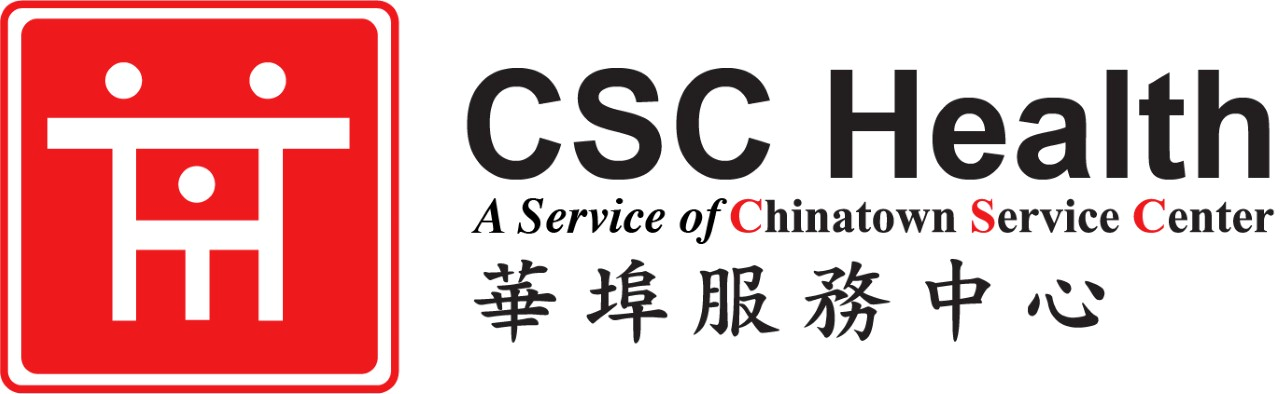 CSC Health
A Service of Chinatown Service Center
華埠服務中心